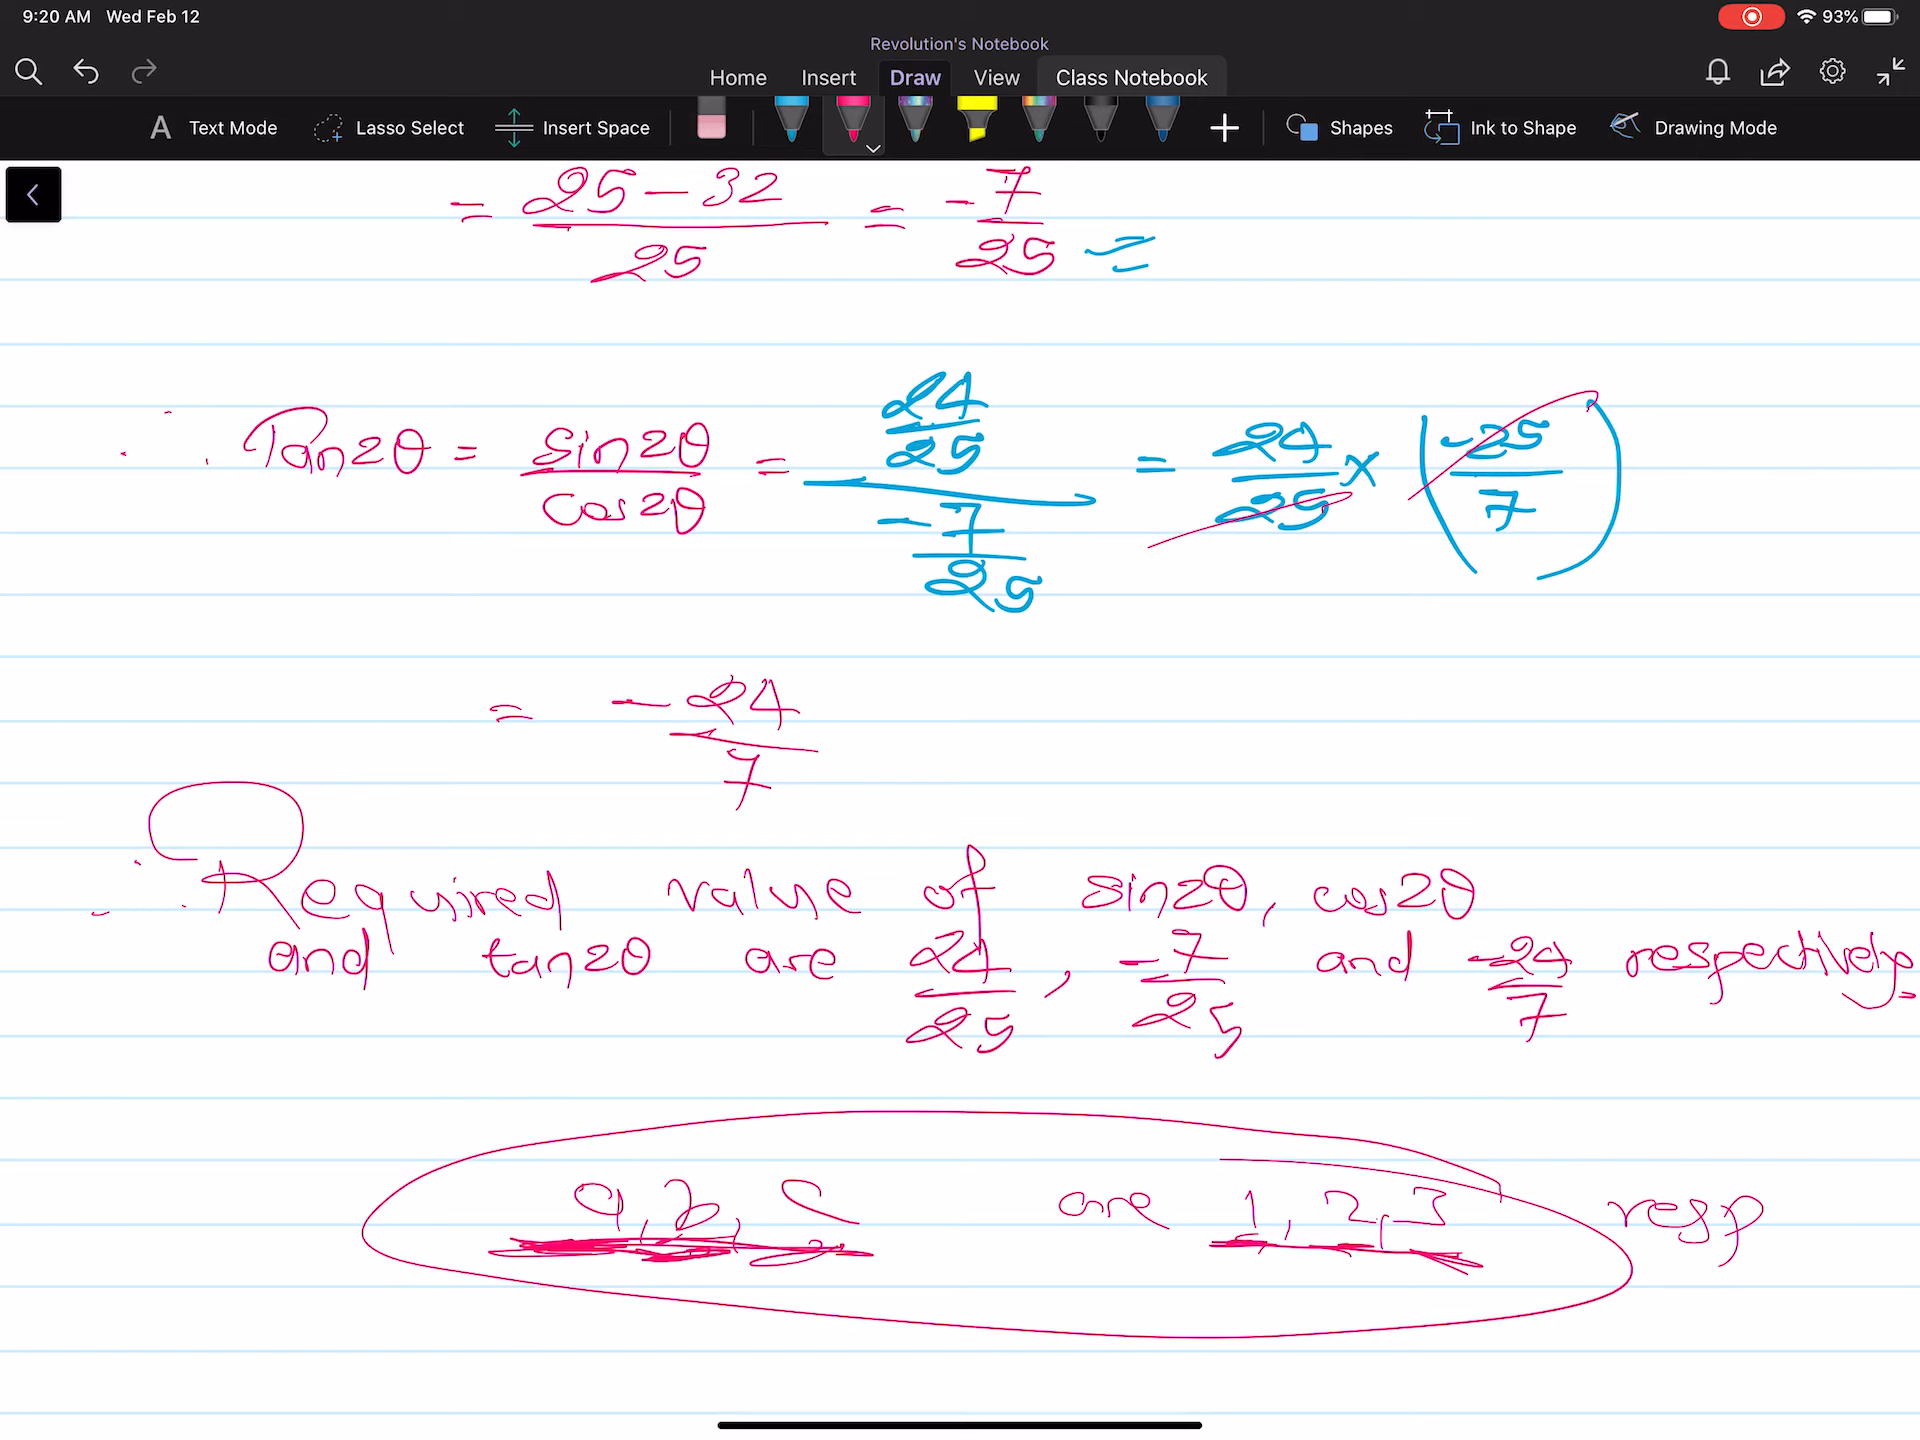 9:20 AM Wed Feb 12 93%
Revolution's Notebook
Home Insert Draw View Class Notebook
A Text Mode Lasso Select Insert Space Shapes Ink to Shape Drawing Mode
= 25 - 32 / 25 = - 7 / 25
∴ Tan2θ = sin2θ / cos2θ = 24/25 / -7/25 = 24/25 × (-25/7)
= -24/7
∴ Required value of sin2θ, cos2θ
and tan2θ are 24/25, -7/25 and -24/7 respectively.
a, b, c are 1, 2, 3 resp